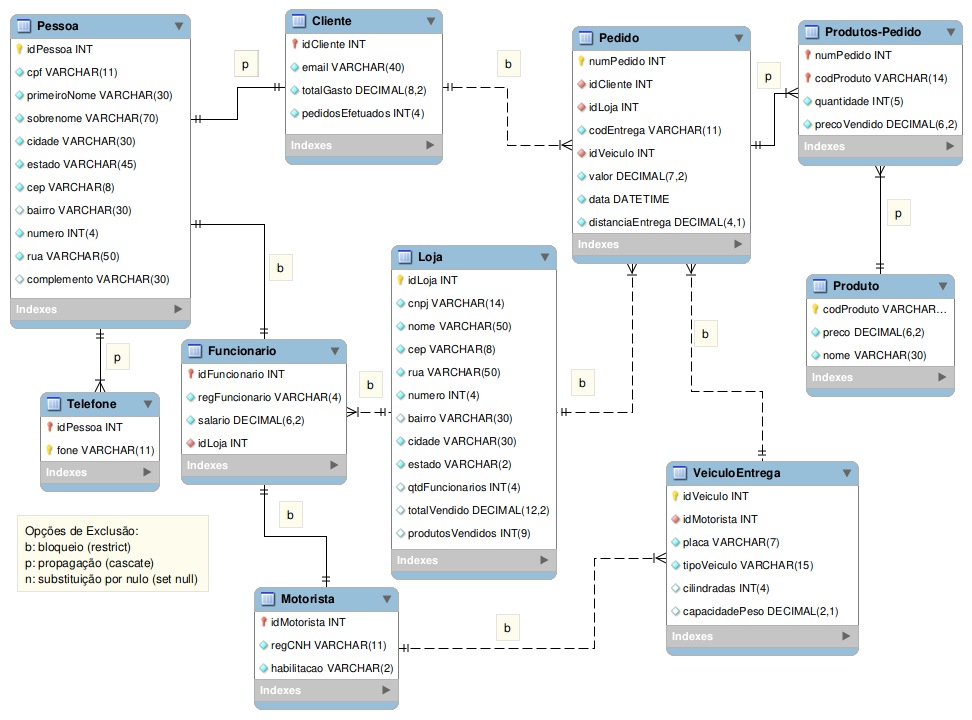 Pessoa
idPessoa INT
cpf VARCHAR(11)
primeiroNome VARCHAR(30)
sobrenome VARCHAR(70)
cidade VARCHAR(30)
estado VARCHAR(45)
cep VARCHAR(8)
bairro VARCHAR(30)
numero INT(4)
rua VARCHAR(50)
complemento VARCHAR(30)
Indexes
p
Cliente
idCliente INT
email VARCHAR(40)
totalGasto DECIMAL(8,2)
pedidosEfetuados INT(4)
Indexes
b
Pedido
numPedido INT
idCliente INT
idLoja INT
codEntrega VARCHAR(11)
idVeiculo INT
valor DECIMAL(7,2)
data DATETIME
distanciaEntrega DECIMAL(4,1)
Indexes
p
Produtos-Pedido
numPedido INT
codProduto VARCHAR(14)
quantidade INT(5)
precoVendido DECIMAL(6,2)
Indexes
p
Produto
codProduto VARCHAR...
preco DECIMAL(6,2)
nome VARCHAR(30)
Indexes
b
p
Telefone
idPessoa INT
fone VARCHAR(11)
Indexes
Funcionario
idFuncionario INT
regFuncionario VARCHAR(4)
salario DECIMAL(6,2)
idLoja INT
Indexes
b
Loja
idLoja INT
cnpj VARCHAR(14)
nome VARCHAR(50)
cep VARCHAR(8)
rua VARCHAR(50)
numero INT(4)
bairro VARCHAR(30)
cidade VARCHAR(30)
estado VARCHAR(2)
qtdFuncionarios INT(4)
totalVendido DECIMAL(12,2)
produtosVendidos INT(9)
Indexes
b
b
VeiculoEntrega
idVeiculo INT
idMotorista INT
placa VARCHAR(7)
tipoVeiculo VARCHAR(15)
cilindradas INT(4)
capacidadePeso DECIMAL(2,1)
Indexes
b
Opções de Exclusão:
b: bloqueio (restrict)
p: propagação (cascate)
n: substituição por nulo (set null)
Motorista
idMotorista INT
regCNH VARCHAR(11)
habilitacao VARCHAR(2)
Indexes
b